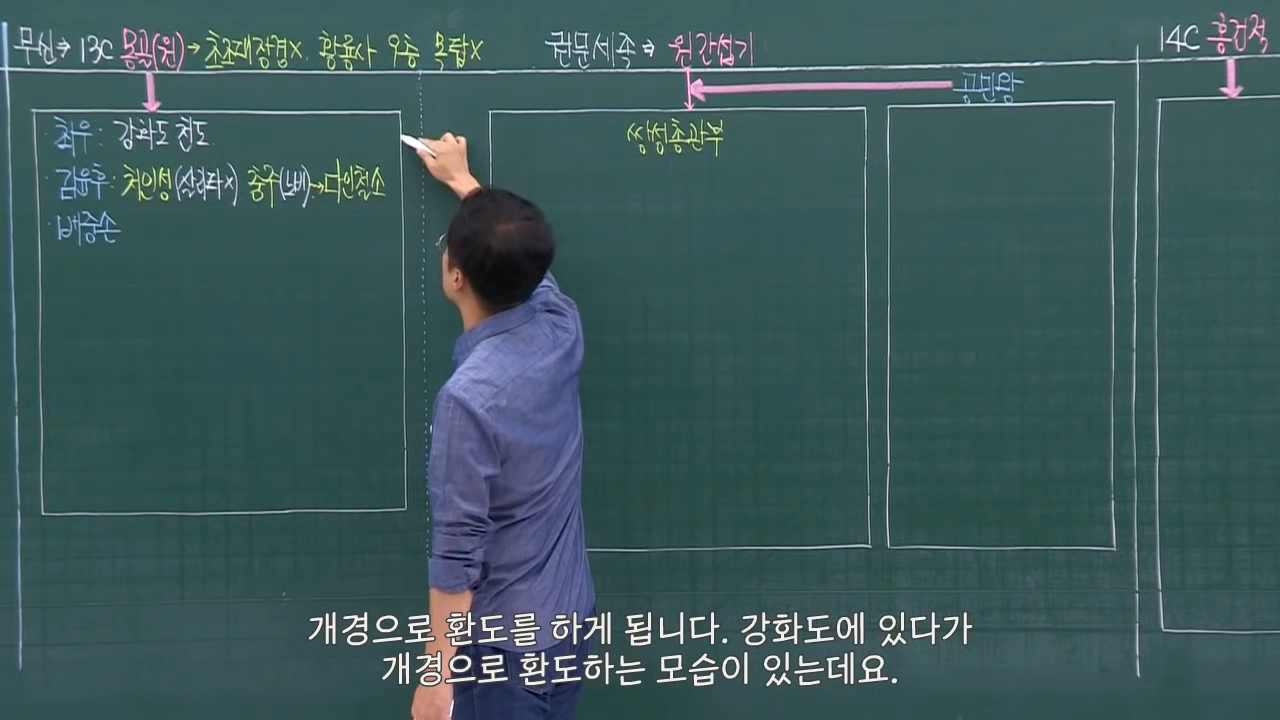 무신⇒ 13C 몽골(원)→초조대장경X. 황룡사 9층 목탑X
권문세족⇒ 원간섭기
14C 홍건적
공민왕
최우: 강화도 천도
김윤후: 처인성(살리타X) 충주(노비)→다인철소
배중손
쌍성총관부
개경으로 환도를 하게 됩니다. 강화도에 있다가
개경으로 환도하는 모습이 있는데요.